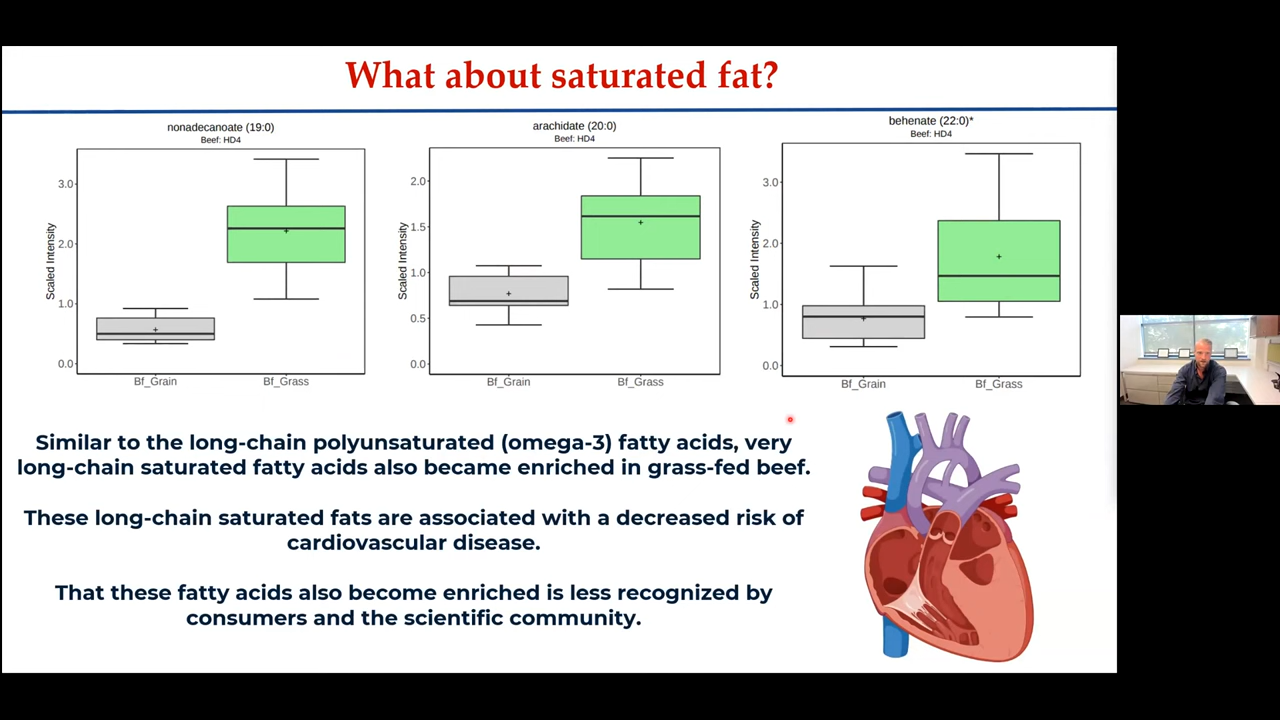 What about saturated fat?
nonadecanoate (19:0)
Beef: HD4
Scaled Intensity
3.0
2.0
1.0
0.0
Bf_Grain
Bf_Grass
arachidate (20:0)
Beef: HD4
Scaled Intensity
2.0
1.5
1.0
0.5
0.0
Bf_Grain
Bf_Grass
behenate (22:0)*
Beef: HD4
Scaled Intensity
3.0
2.0
1.0
0.0
Bf_Grain
Bf_Grass
Similar to the long-chain polyunsaturated (omega-3) fatty acids, very
long-chain saturated fatty acids also became enriched in grass-fed beef.
These long-chain saturated fats are associated with a decreased risk of
cardiovascular disease.
That these fatty acids also become enriched is less recognized by
consumers and the scientific community.